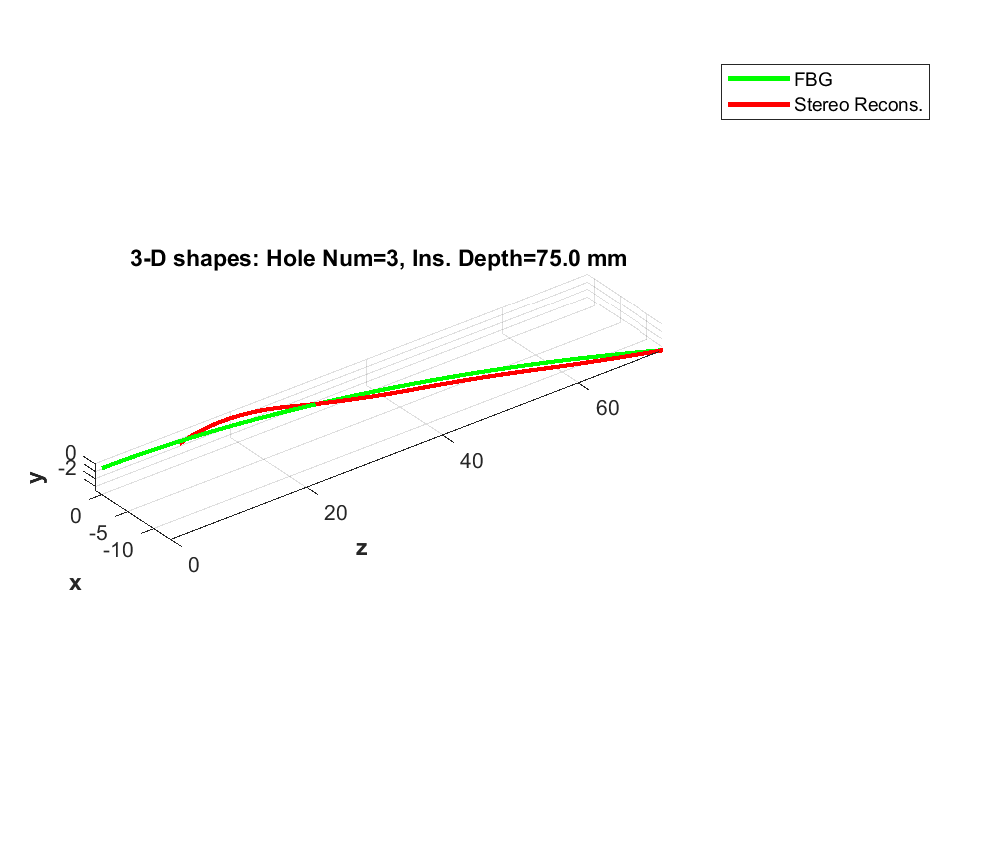 FBG
Stereo Recons.
3-D shapes: Hole Num=3, Ins. Depth=75.0 mm
0
-2
y
0
-5
-10
x
0
20
40
60
z